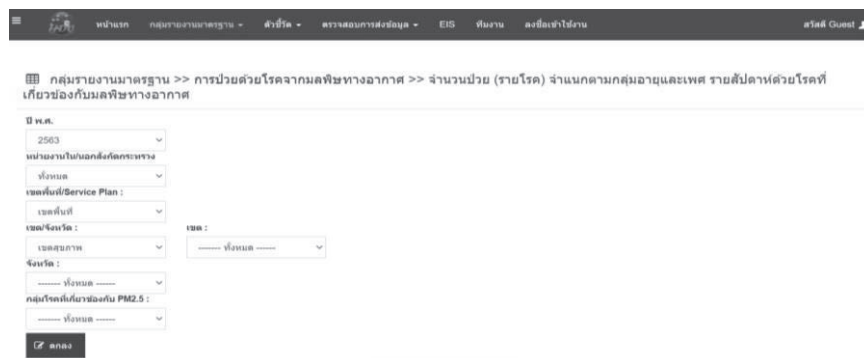 หน้าแรก กลุ่มรายงานมาตรฐาน ตัวชี้วัด ตรวจสอบการส่งข้อมูล EIS ทีมงาน ลงชื่อเข้าใช้งาน สวัสดี Guest
กลุ่มรายงานมาตรฐาน >> การป่วยด้วยโรคจากมลพิษทางอากาศ >> จำนวนป่วย (รายโรค) จำแนกตามกลุ่มอายุและเพศ รายสัปดาห์ด้วยโรคที่
เกี่ยวข้องกับมลพิษทางอากาศ
ปี พ.ศ.
2563
หน่วยงานใน/นอกสังกัดกระทรวง
ทั้งหมด
เขตพื้นที่/Service Plan :
เขตพื้นที่
เขต/จังหวัด : เขต :
เขตสุขภาพ ------- ทั้งหมด ------
จังหวัด :
------- ทั้งหมด ------
กลุ่มโรคที่เกี่ยวข้องกับ PM2.5 :
------- ทั้งหมด ------
ตกลง